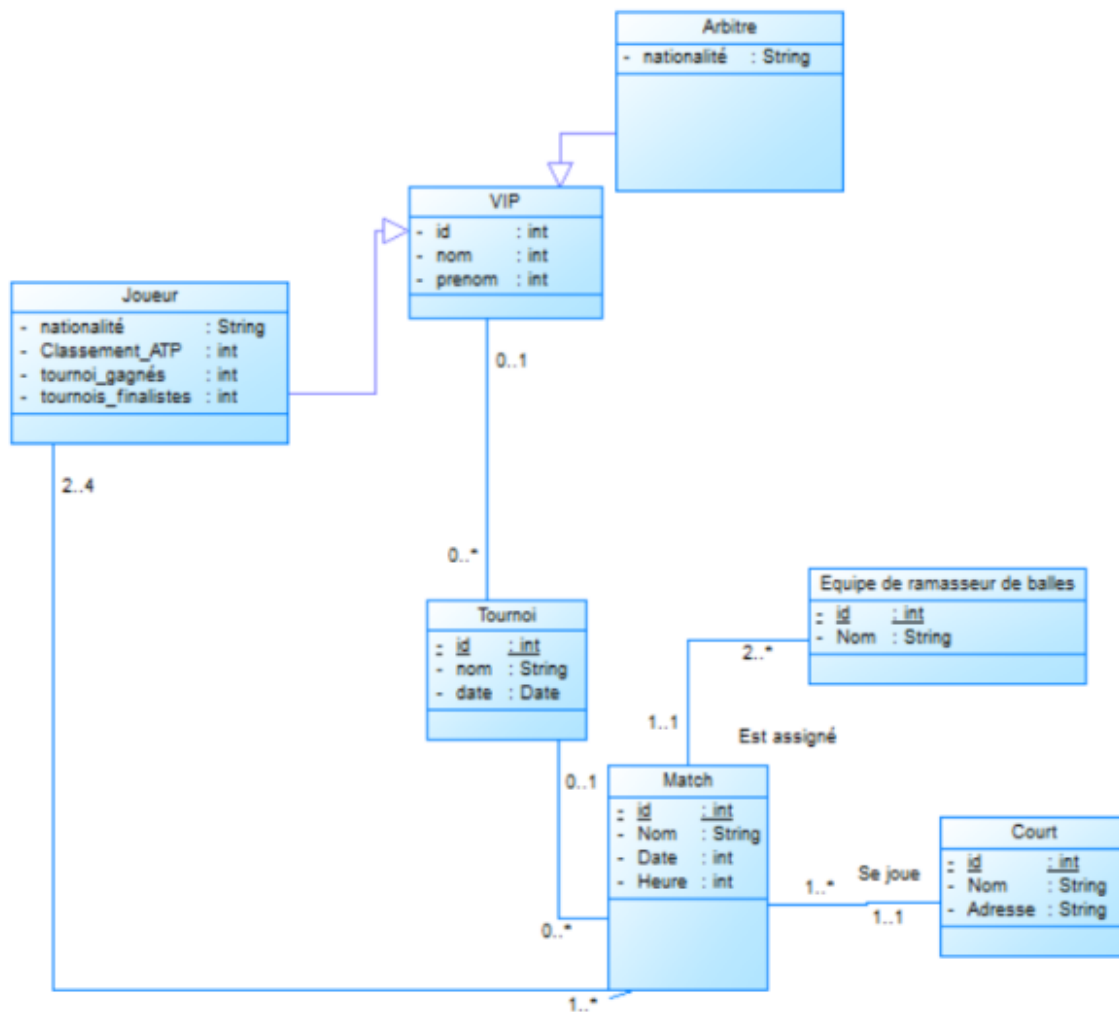 Arbitre
- nationalité : String
VIP
- id : int
- nom : int
- prenom : int
Joueur
- nationalité : String
- Classement_ATP : int
- tournoi_gagnés : int
- tournois_finalistes : int
0..1
2..4
0..*
Equipe de ramasseur de balles
- id : int
- Nom : String
Tournoi
- id : int
- nom : String
- date : Date
2..*
1..1
Est assigné
0..1
Match
- id : int
- Nom : String
- Date : int
- Heure : int
Court
- id : int
- Nom : String
- Adresse : String
Se joue
1..*
1..1
0..*
1..*